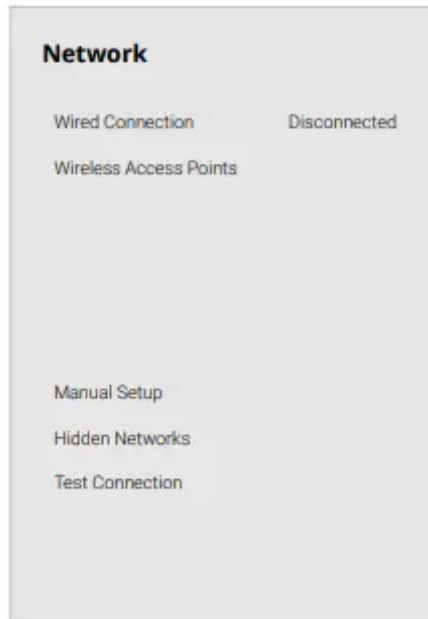 Network
Wired Connection Disconnected
Wireless Access Points
Manual Setup
Hidden Networks
Test Connection